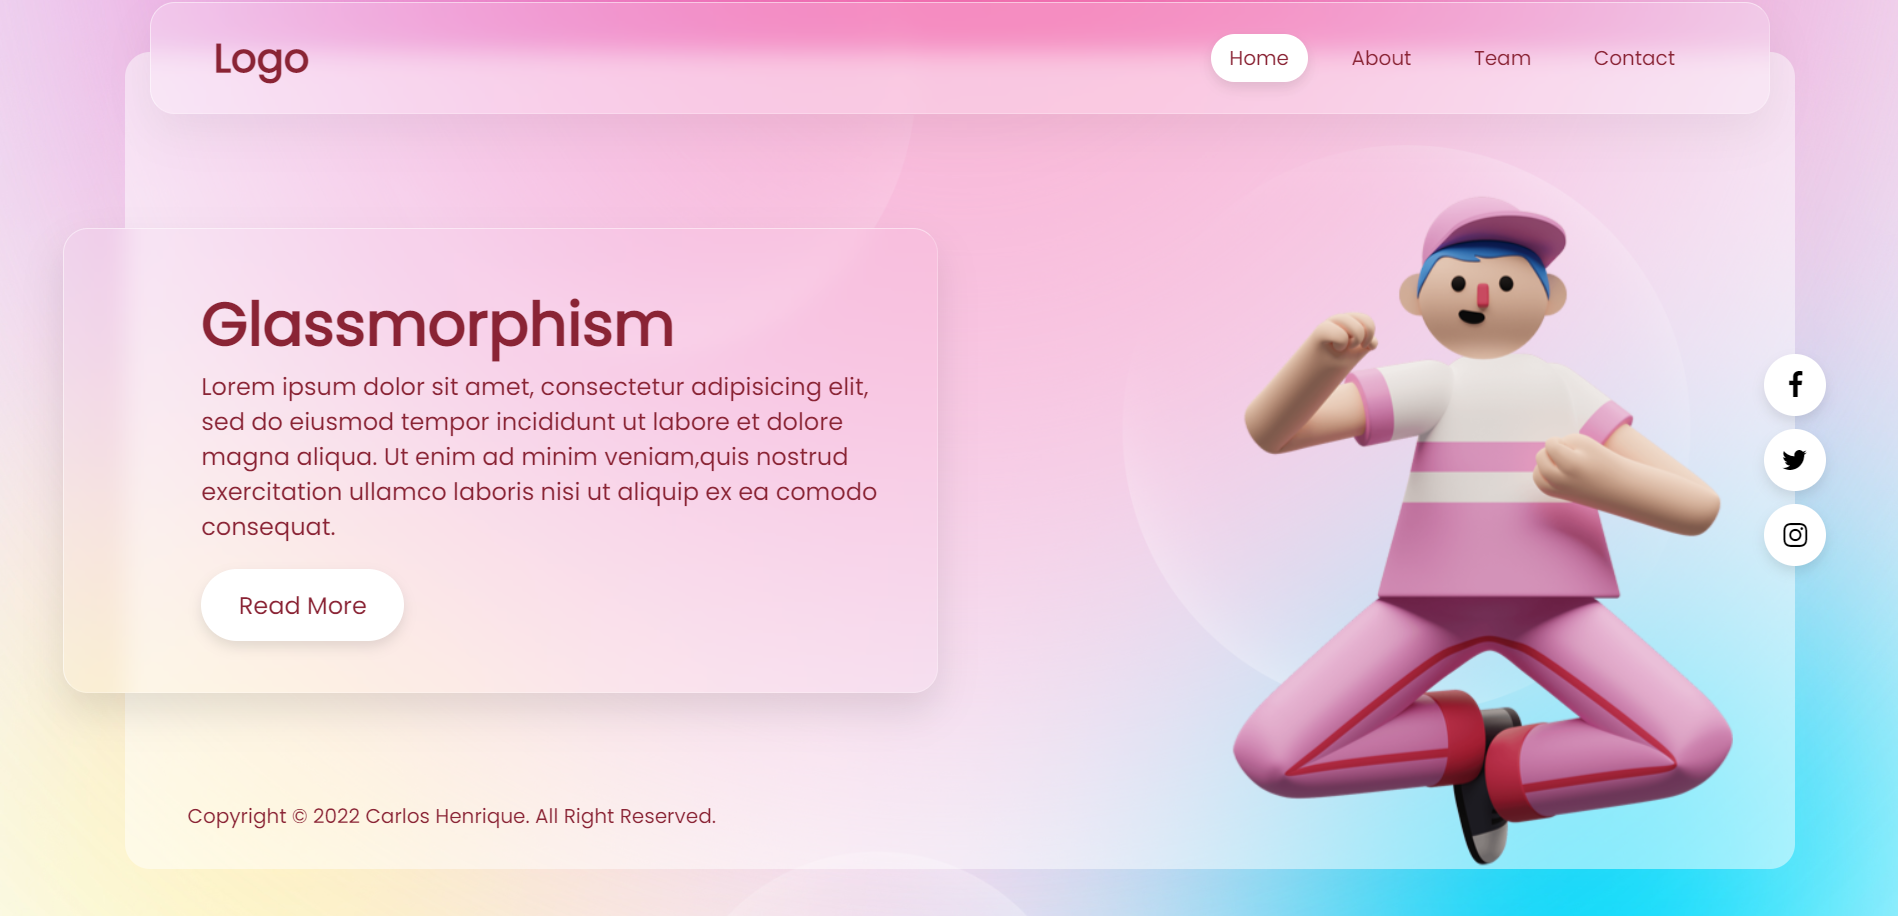 Logo
Home About Team Contact
Glassmorphism
Lorem ipsum dolor sit amet, consectetur adipisicing elit,
sed do eiusmod tempor incididunt ut labore et dolore
magna aliqua. Ut enim ad minim veniam,quis nostrud
exercitation ullamco laboris nisi ut aliquip ex ea comodo
consequat.
Read More
Copyright © 2022 Carlos Henrique. All Right Reserved.